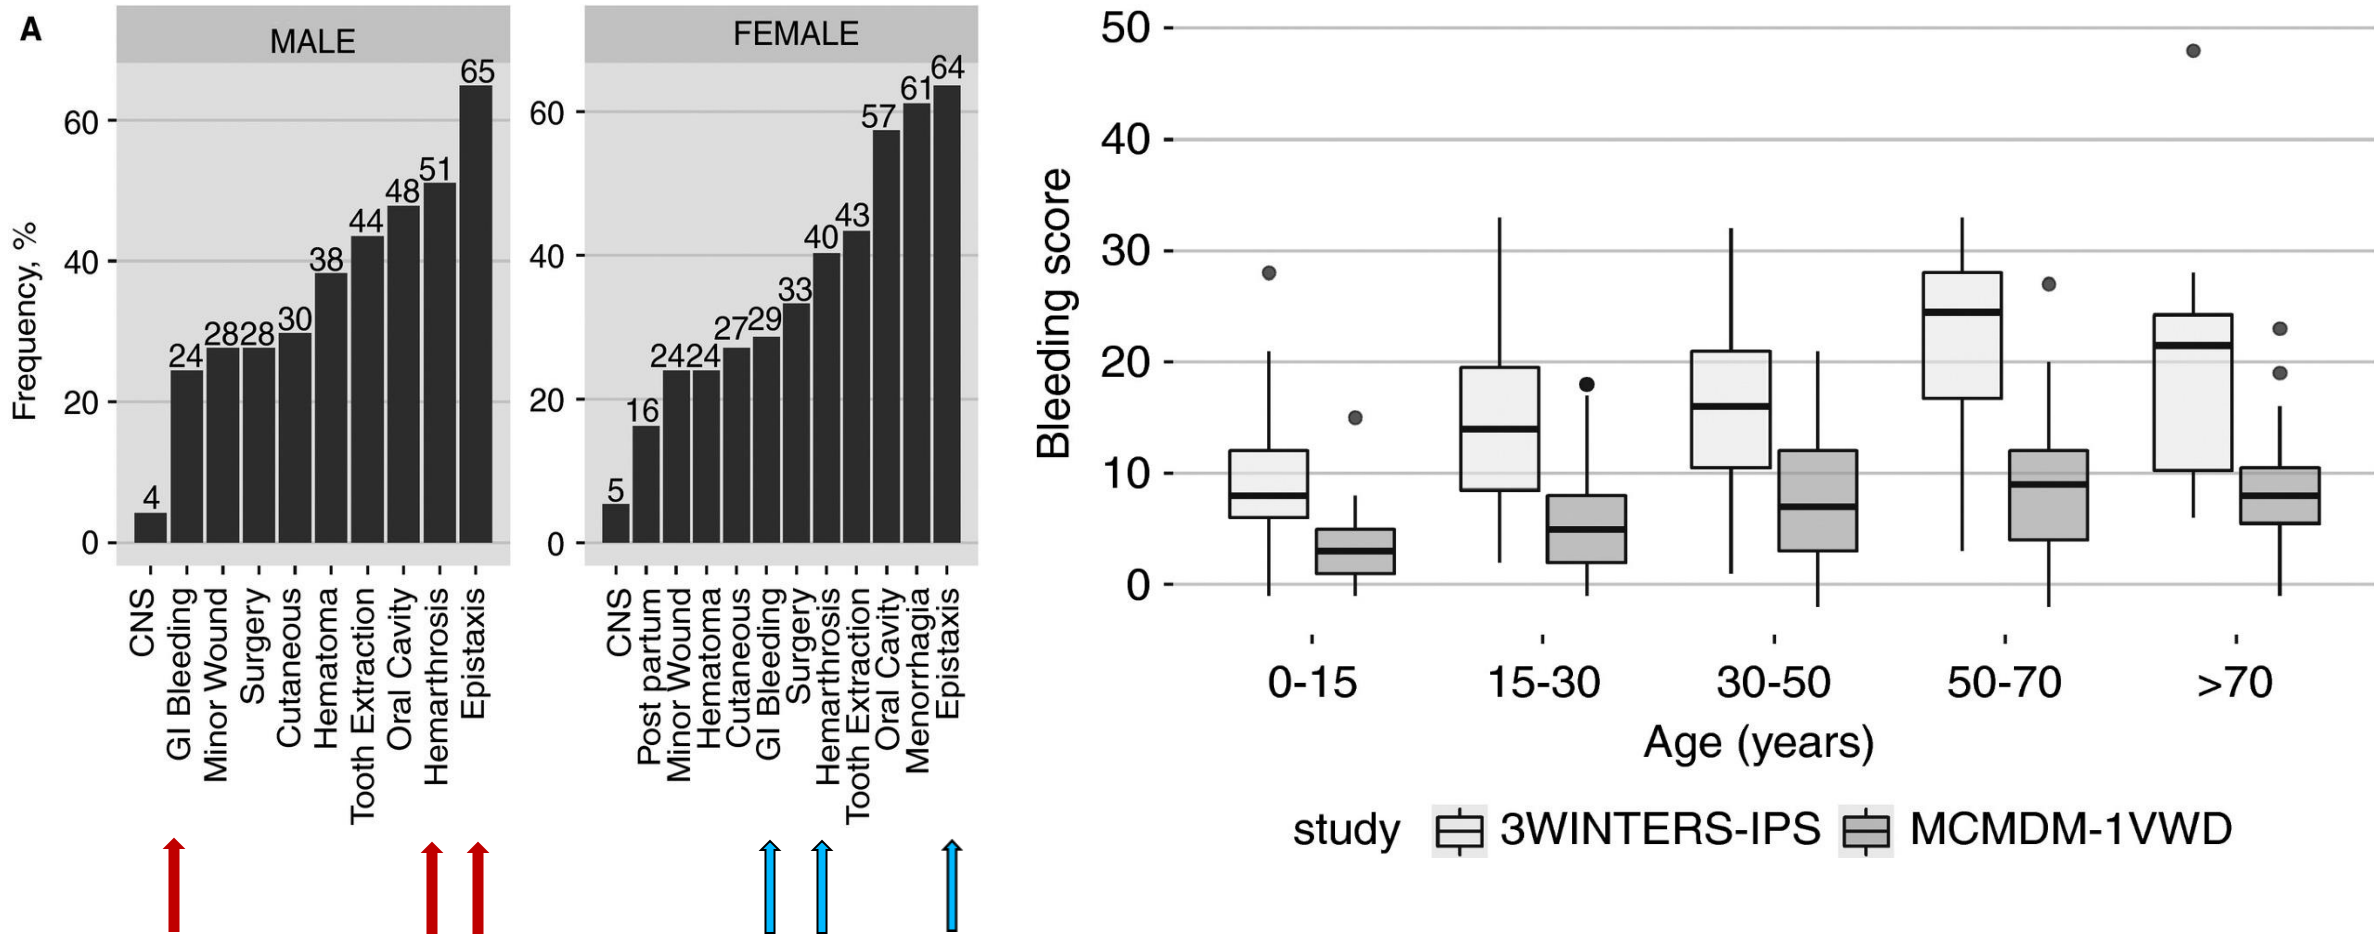 A
MALE
Frequency, %
60
40
20
0
4
24
28
28
30
38
44
48
51
65
CNS
GI Bleeding
Minor Wound
Surgery
Cutaneous
Hematoma
Tooth Extraction
Oral Cavity
Hemarthrosis
Epistaxis
FEMALE
60
40
20
0
5
16
24
24
27
29
33
40
43
57
61
64
CNS
Post partum
Minor Wound
Hematoma
Cutaneous
GI Bleeding
Surgery
Hemarthrosis
Tooth Extraction
Oral Cavity
Menorrhagia
Epistaxis
Bleeding score
50
40
30
20
10
0
0-15
15-30
30-50
50-70
>70
Age (years)
study 3WINTERS-IPS MCMDM-1VWD